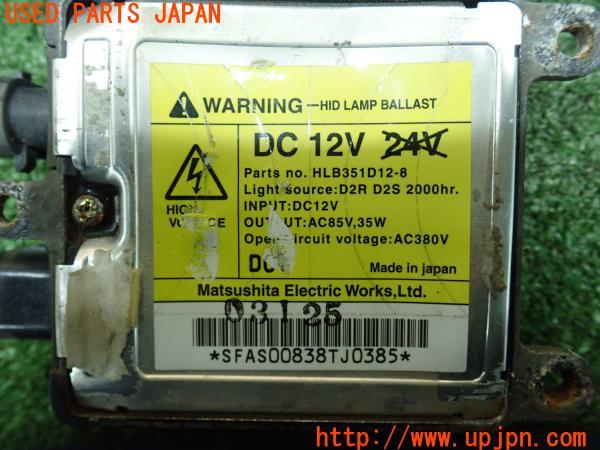 USED PARTS JAPAN
WARNING—HID LAMP BALLAST
DC 12V 24V
Parts no. HLB351D12-8
Light source:D2R D2S 2000hr.
INPUT:DC12V
OUTPUT:AC85V,35W
Open circuit voltage:AC380V
HIGH
VOLTAGE
Made in japan
Matsushita Electric Works,Ltd.
03125
*SFAS00838TJ0385*
http://www.upjpn.com/